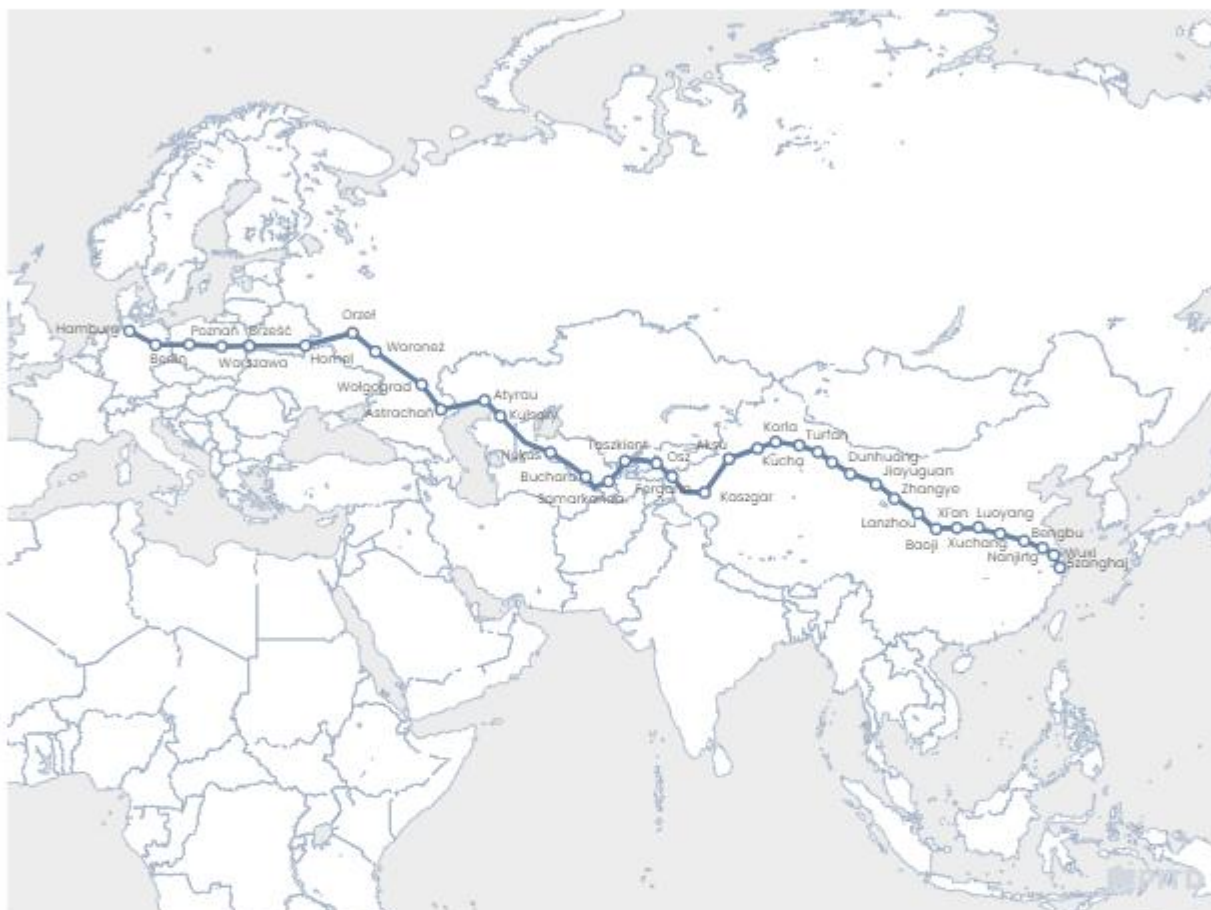 Hamburg
Berlin
Poznań
Warszawa
Brześć
Homel
Orzeł
Woroneż
Wołgograd
Astrachań
Atyrau
Nukus
Buchara
Samarkanda
Taszkient
Fergana
Osz
Kaszgar
Aksu
Kucha
Korla
Turfan
Dunhuang
Jiayuguan
Zhangye
Lanzhou
Baoji
Xi'an
Xuchang
Luoyang
Nanjing
Bengbu
Wuxi
Szanghaj